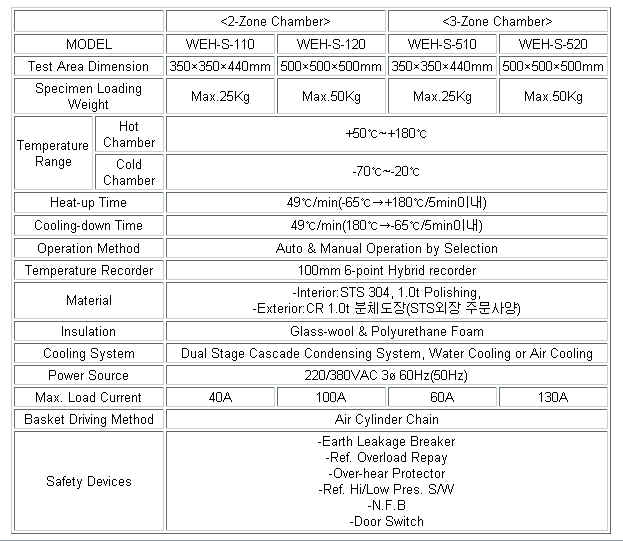 <2-Zone Chamber> <3-Zone Chamber>
MODEL WEH-S-110 WEH-S-120 WEH-S-510 WEH-S-520
Test Area Dimension 350×350×440mm 500×500×500mm 350×350×440mm 500×500×500mm
Specimen Loading
Weight
Max.25Kg Max.50Kg Max.25Kg Max.50Kg
Temperature
Range
Hot
Chamber
+50℃~+180℃
Cold
Chamber
-70℃~-20℃
Heat-up Time 49℃/min(-65℃→+180℃/5min이내)
Cooling-down Time 49℃/min(180℃→-65℃/5min이내)
Operation Method Auto & Manual Operation by Selection
Temperature Recorder 100mm 6-point Hybrid recorder
Material
-Interior:STS 304, 1.0t Polishing,
-Exterior:CR 1.0t 분체도장(STS외장 주문사양)
Insulation Glass-wool & Polyurethane Foam
Cooling System Dual Stage Cascade Condensing System, Water Cooling or Air Cooling
Power Source 220/380VAC 3ø 60Hz(50Hz)
Max. Load Current 40A 100A 60A 130A
Basket Driving Method Air Cylinder Chain
Safety Devices
-Earth Leakage Breaker
-Ref. Overload Repay
-Over-hear Protector
-Ref. Hi/Low Pres. S/W
-N.F.B
-Door Switch